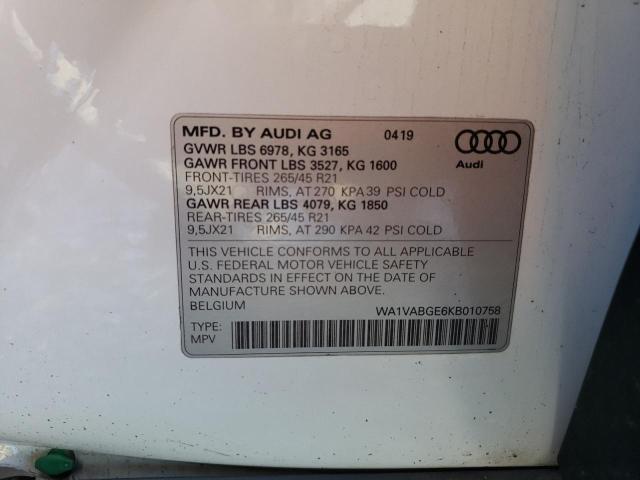 MFD. BY AUDI AG 0419
GVWR LBS 6978, KG 3165
GAWR FRONT LBS 3527, KG 1600
FRONT-TIRES 265/45 R21
9,5JX21 RIMS, AT 270 KPA 39 PSI COLD
GAWR REAR LBS 4079, KG 1850
REAR-TIRES 265/45 R21
9,5JX21 RIMS, AT 290 KPA 42 PSI COLD
Audi
THIS VEHICLE CONFORMS TO ALL APPLICABLE
U.S. FEDERAL MOTOR VEHICLE SAFETY
STANDARDS IN EFFECT ON THE DATE OF
MANUFACTURE SHOWN ABOVE.
BELGIUM WA1VABGE6KB010758
TYPE:
MPV